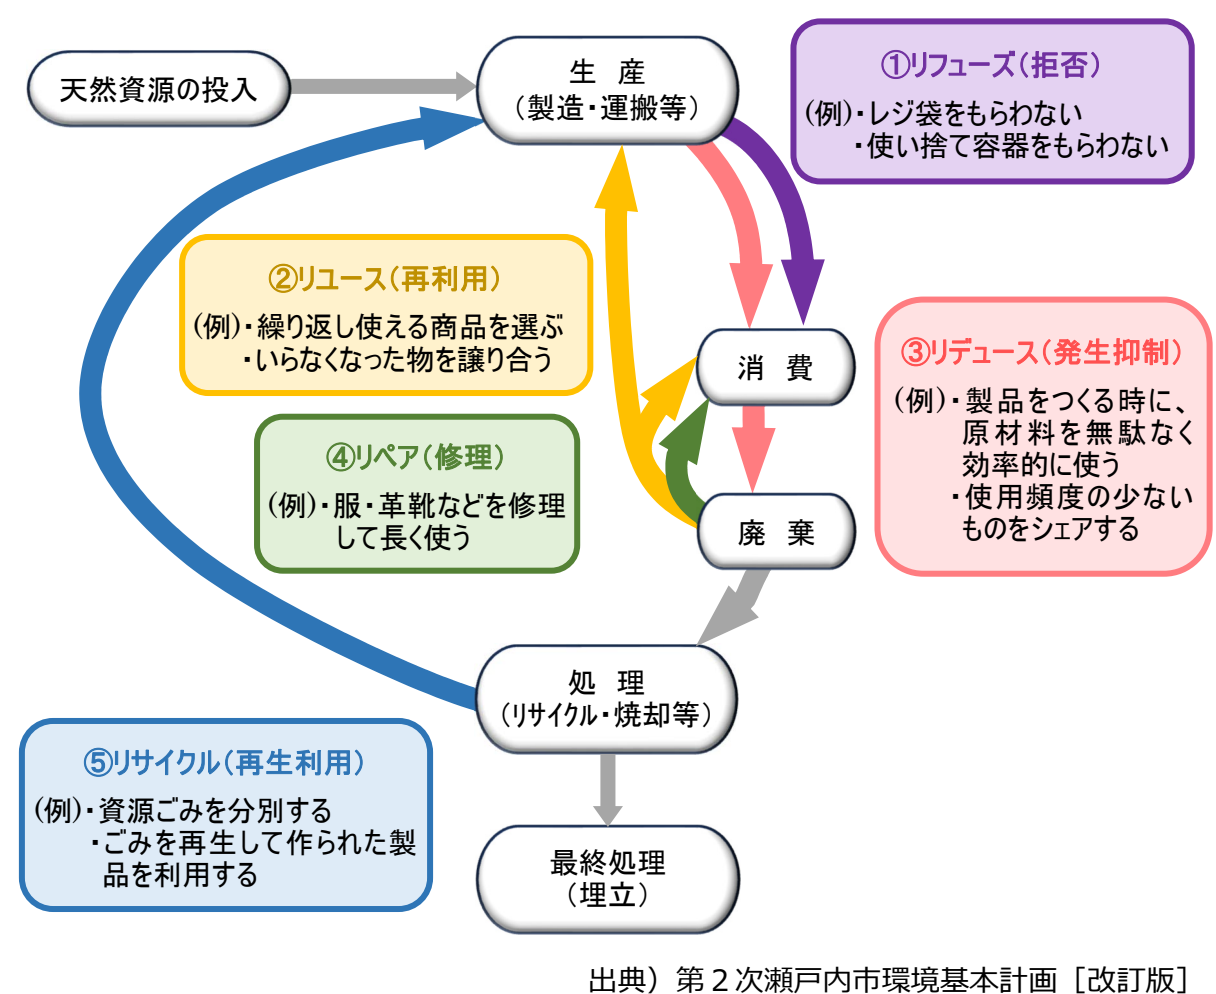 天然資源の投入
生　産
（製造・運搬等）
①リフューズ（拒否）
(例)・レジ袋をもらわない
・使い捨て容器をもらわない
②リユース（再利用）
(例)・繰り返し使える商品を選ぶ
・いらなくなった物を譲り合う
消　費
③リデュース（発生抑制）
(例)・製品をつくる時に、
原材料を無駄なく
効率的に使う
・使用頻度の少ない
ものをシェアする
④リペア（修理）
(例)・服・革靴などを修理
して長く使う
廃　棄
処　理
（リサイクル・焼却等）
⑤リサイクル（再生利用）
(例)・資源ごみを分別する
・ごみを再生して作られた製
品を利用する
最終処理
（埋立）
出典）第２次瀬戸内市環境基本計画［改訂版］